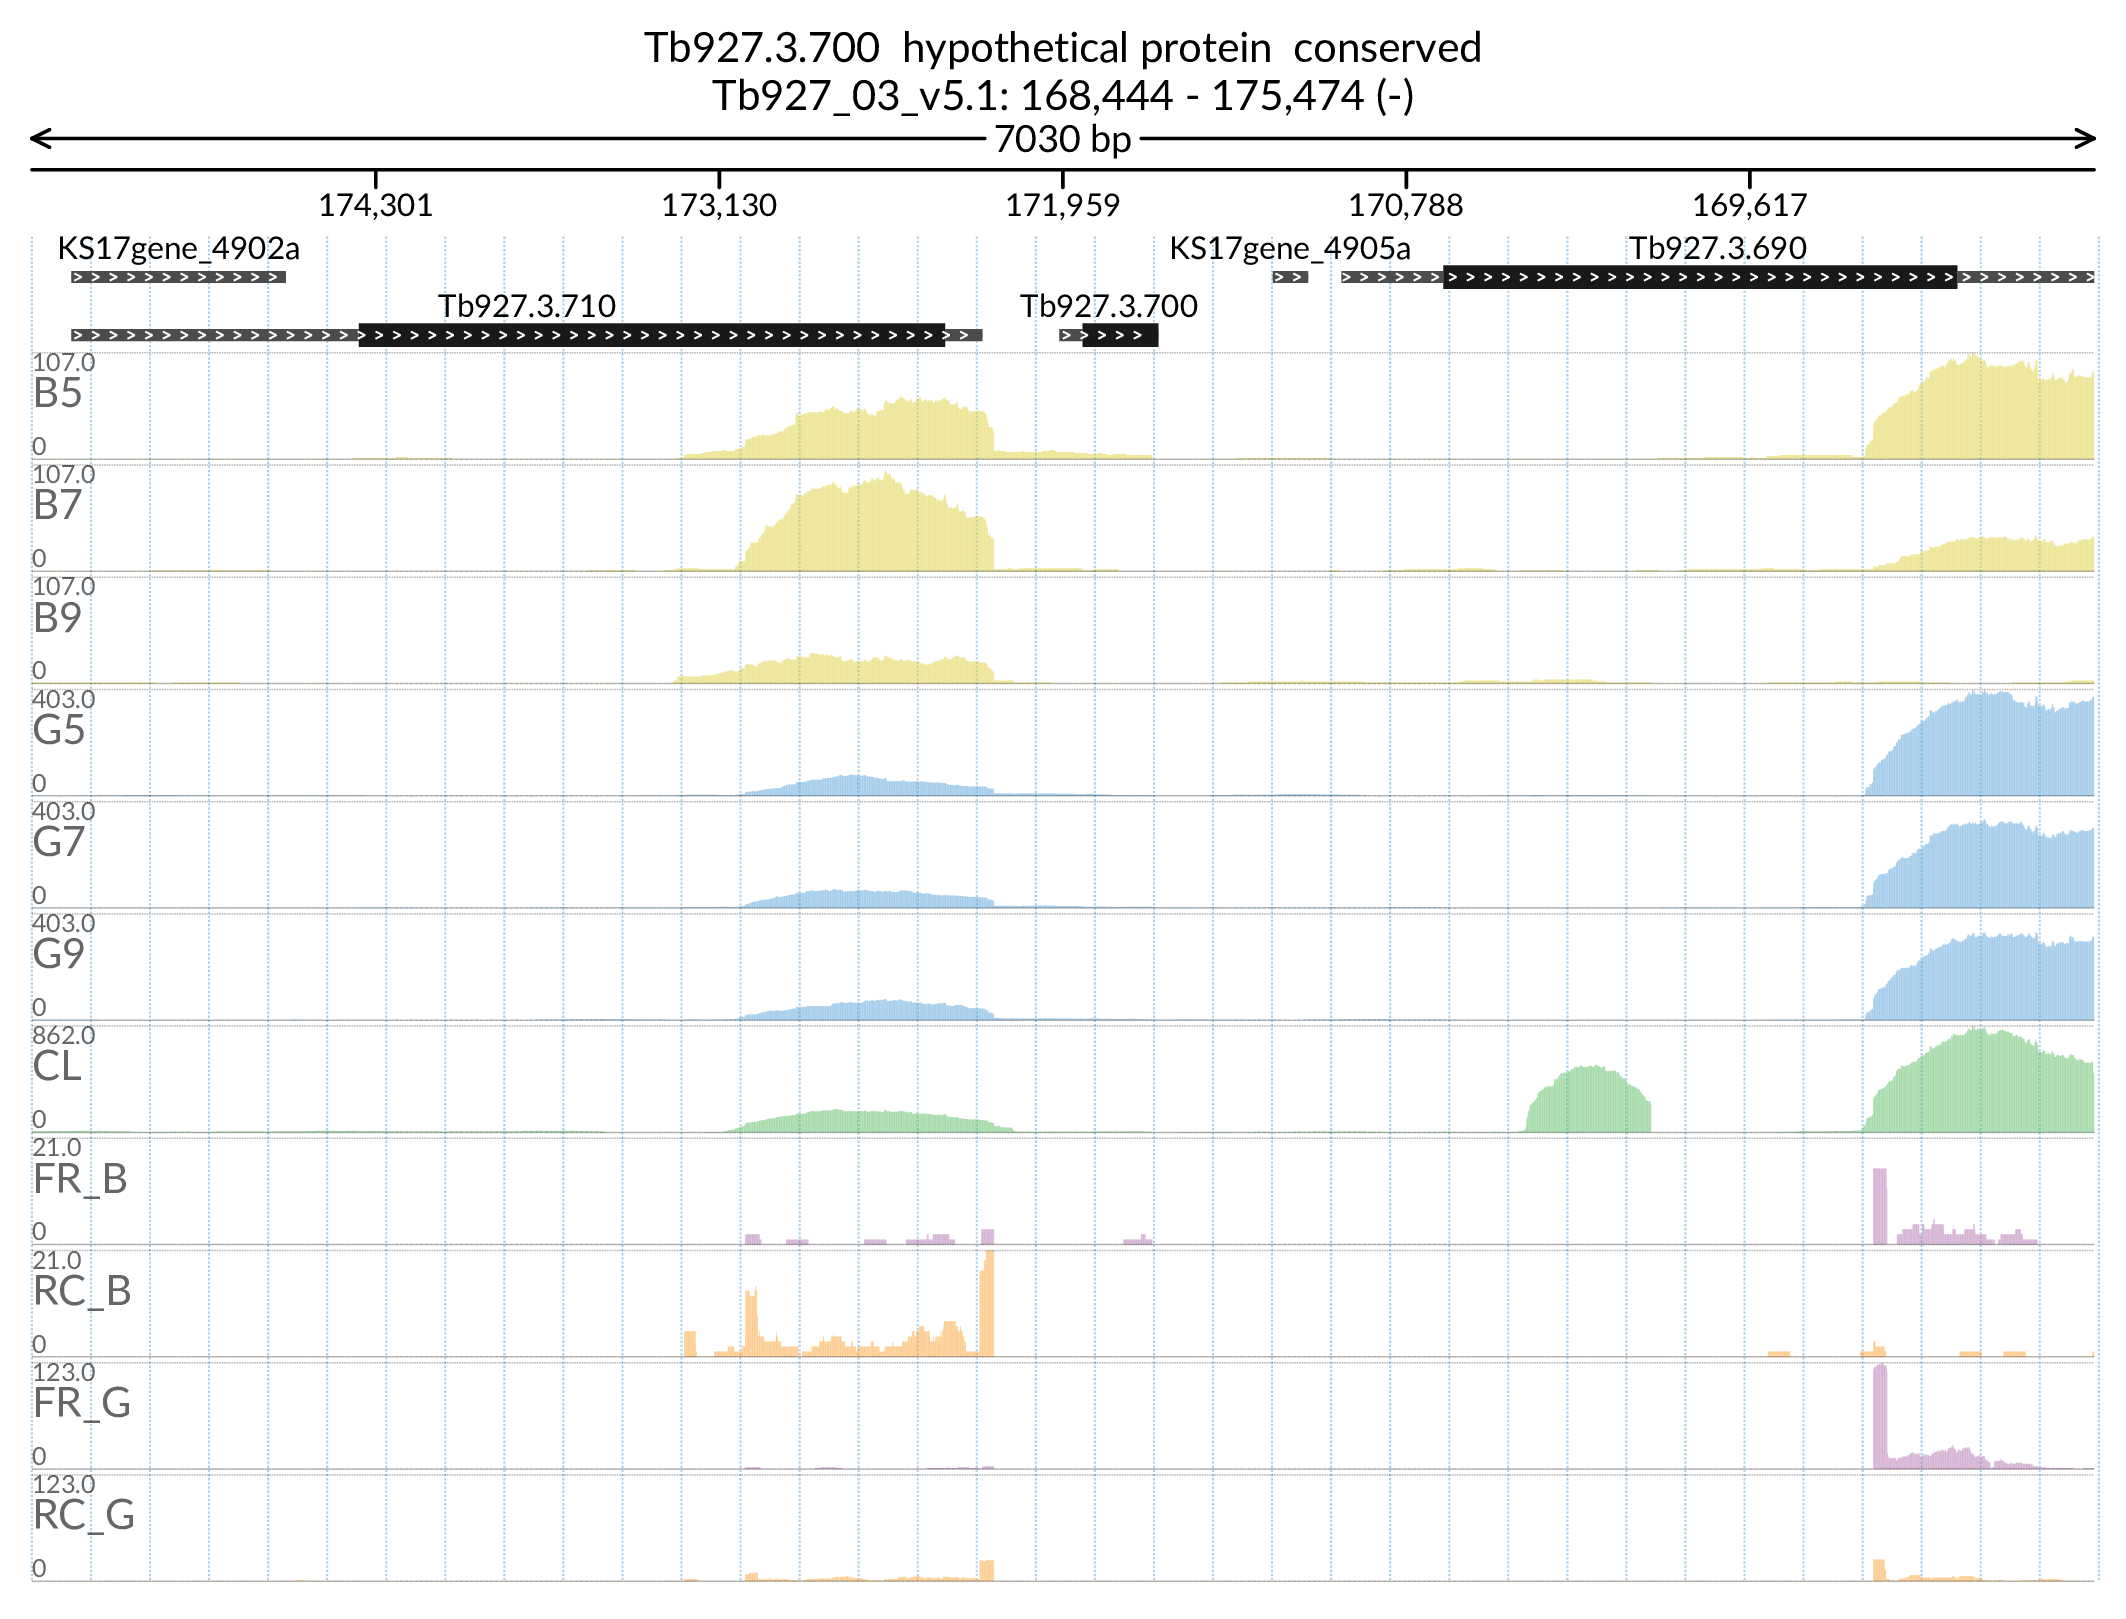 Tb927.3.700  hypothetical protein  conserved
Tb927_03_v5.1: 168,444 - 175,474 (-)
7030 bp
174,301 173,130 171,959 170,788 169,617
KS17gene_4902a KS17gene_4905a Tb927.3.690
Tb927.3.710 Tb927.3.700
107.0
B5
0
107.0
B7
0
107.0
B9
0
403.0
G5
0
403.0
G7
0
403.0
G9
0
862.0
CL
0
21.0
FR_B
0
21.0
RC_B
0
123.0
FR_G
0
123.0
RC_G
0